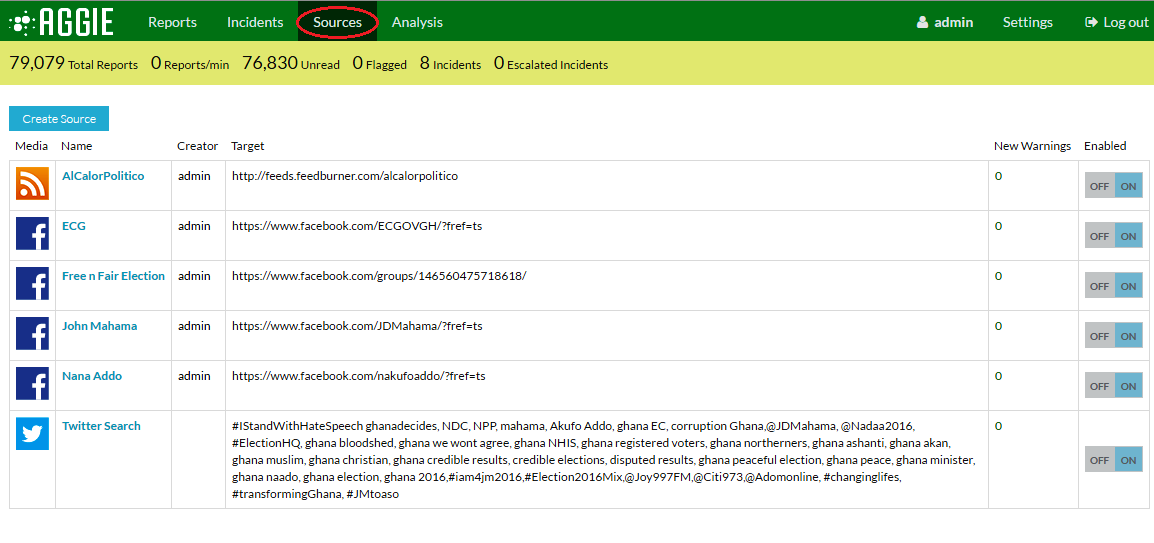 AGGIE Reports Incidents Sources Analysis admin Settings Log out
79,079 Total Reports 0 Reports/min 76,830 Unread 0 Flagged 8 Incidents 0 Escalated Incidents
Create Source
Media Name Creator Target New Warnings Enabled
AlCalorPolitico admin http://feeds.feedburner.com/alcalorpolitico 0 OFF ON
ECG admin https://www.facebook.com/ECGOVGH/?fref=ts 0 OFF ON
Free n Fair Election admin https://www.facebook.com/groups/146560475718618/ 0 OFF ON
John Mahama admin https://www.facebook.com/JDMahama/?fref=ts 0 OFF ON
Nana Addo admin https://www.facebook.com/nakufoaddo/?fref=ts 0 OFF ON
Twitter Search #IStandWithHateSpeech ghanadecides, NDC, NPP, mahama, Akufo Addo, ghana EC, corruption Ghana,@JDMahama, @Nadaa2016, 0
#ElectionHQ, ghana bloodshed, ghana we wont agree, ghana NHIS, ghana registered voters, ghana northerners, ghana ashanti, ghana akan,
ghana muslim, ghana christian, ghana credible results, credible elections, disputed results, ghana peaceful election, ghana peace, ghana minister, OFF ON
ghana naado, ghana election, ghana 2016,#iam4jm2016,#Election2016Mix,@Joy997FM,@Citi973,@Adomonline, #changinglifes,
#transformingGhana, #JMtoaso